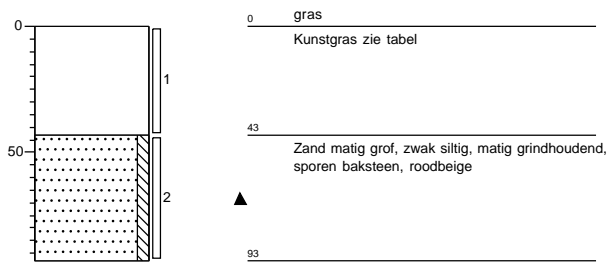 0
50
1
2
0 gras
Kunstgras zie tabel
43
Zand matig grof, zwak siltig, matig grindhoudend,
sporen baksteen, roodbeige
93